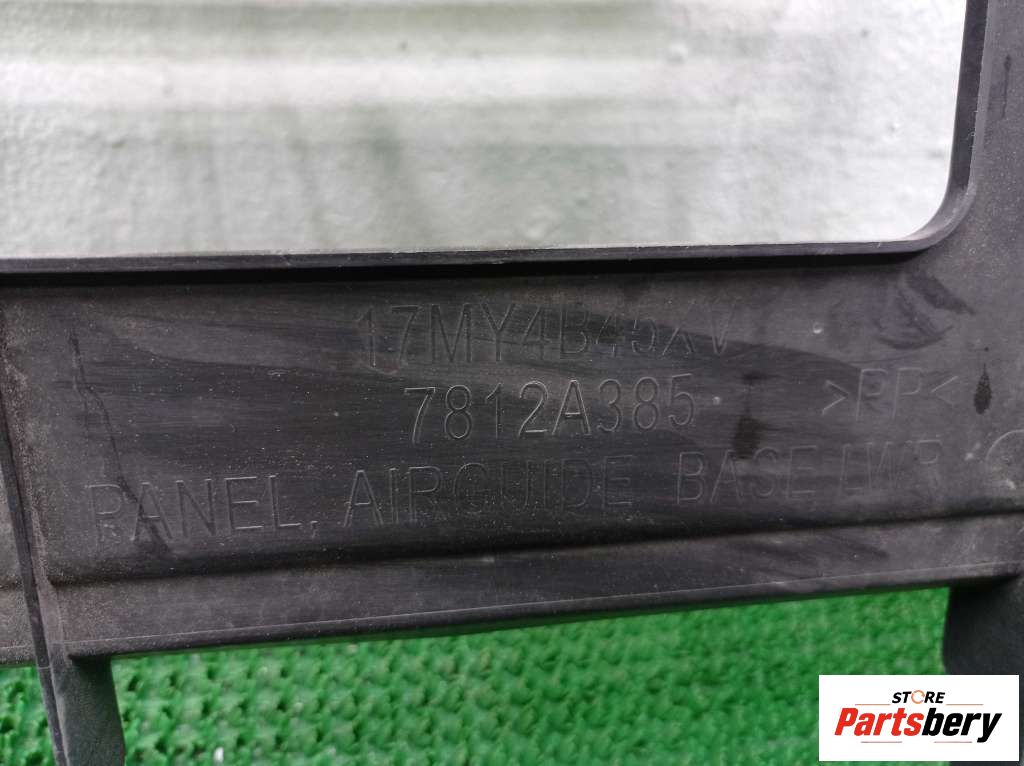 17MY4B45XV
7812A385
>PP<
PANEL, AIRGUIDE BASE LWR
STORE
Partsbery